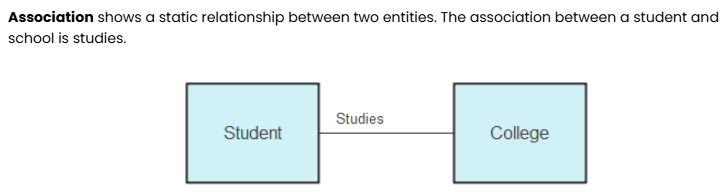 Association shows a static relationship between two entities. The association between a student and
school is studies.
Studies
Student
College